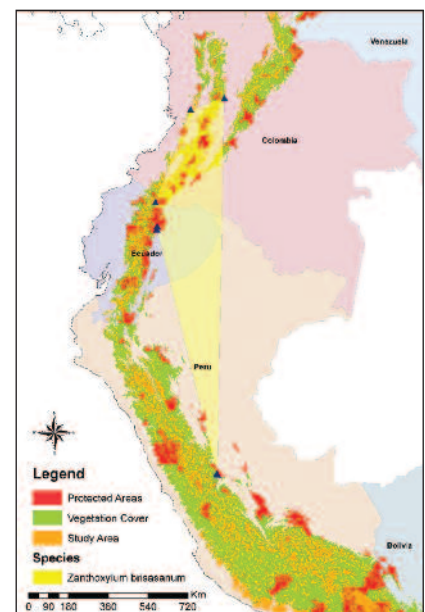 Venezuela
Colombia
Ecuador
Peru
Legend
Protected Areas
Vegetation Cover
Study Area
Species
Zanthoxylum brisasanum
Bolivia
Km
0 90 180 360 540 720